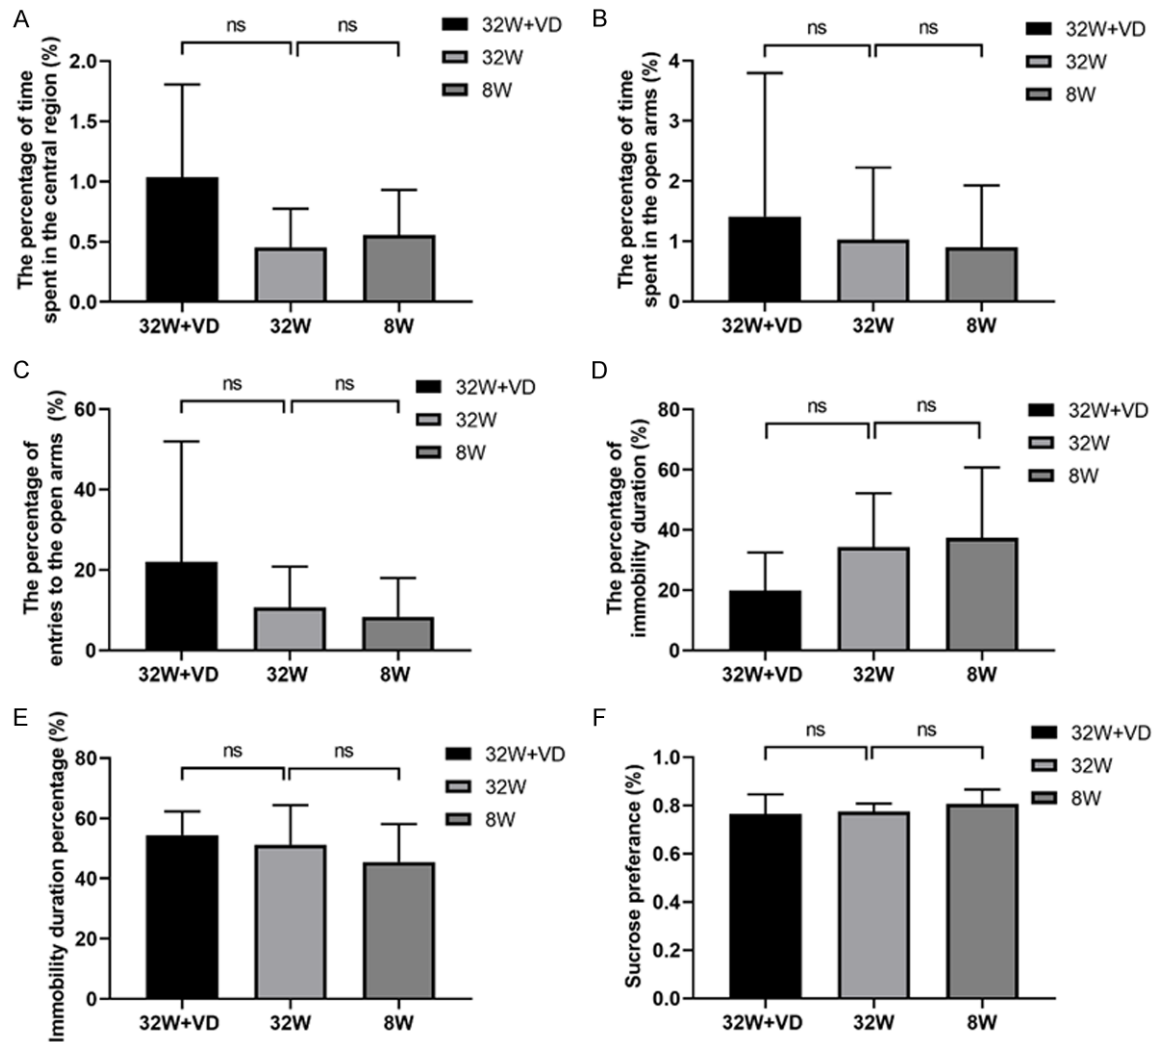 A
ns
ns
32W+VD
32W
8W
The percentage of time
spent in the central region (%)
2.0
1.5
1.0
0.5
0.0
32W+VD
32W
8W
B
ns
ns
32W+VD
32W
8W
The percentage of time
spent in the open arms (%)
4
3
2
1
0
32W+VD
32W
8W
C
ns
ns
32W+VD
32W
8W
The percentage of
entries to the open arms (%)
60
40
20
0
32W+VD
32W
8W
D
ns
ns
32W+VD
32W
8W
The percentage of
immobility duration (%)
80
60
40
20
0
32W+VD
32W
8W
E
ns
ns
32W+VD
32W
8W
Immobility duration percentage (%)
80
60
40
20
0
32W+VD
32W
8W
F
ns
ns
32W+VD
32W
8W
Sucrose preferance (%)
1.0
0.8
0.6
0.4
0.2
0.0
32W+VD
32W
8W